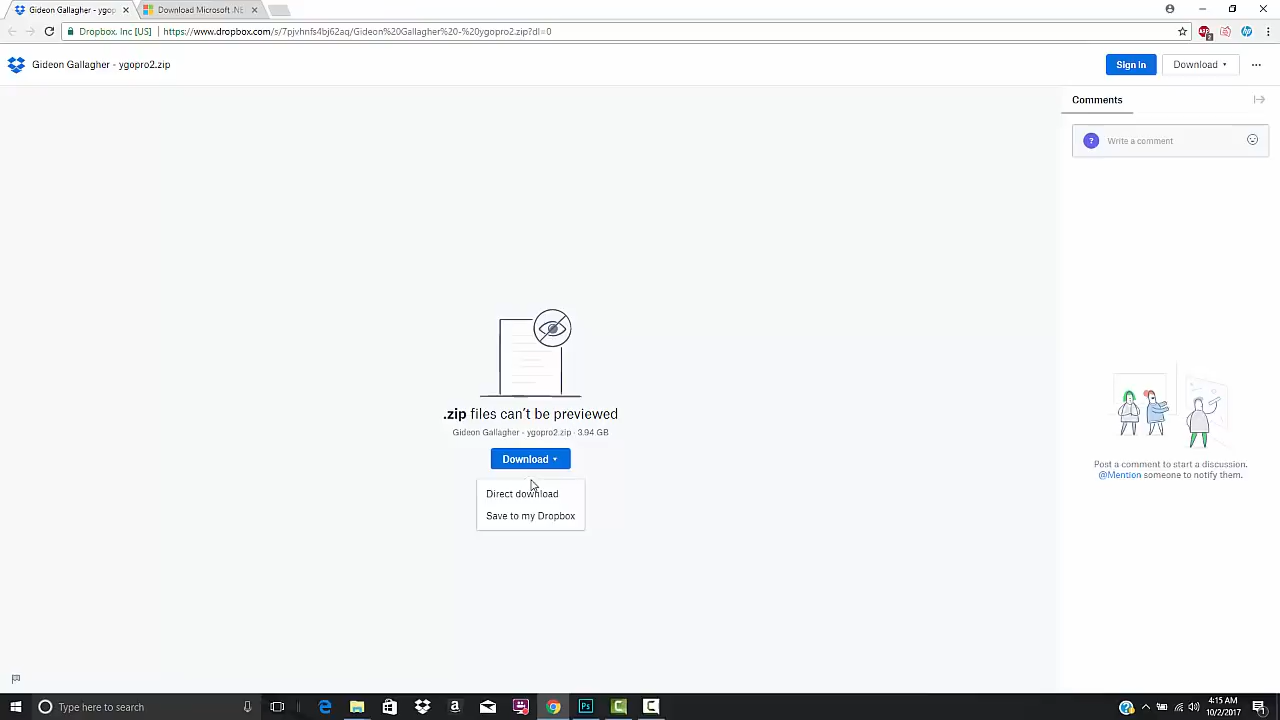 Gideon Gallagher - ygop
Download Microsoft .NE
Dropbox, Inc [US]
https://www.dropbox.com/s/7pjvhnfs4bj62aq/Gideon%20Gallagher%20-%20ygopro2.zip?dl=0
Gideon Gallagher - ygopro2.zip
Sign in
Download
Comments
?
Write a comment
.zip files can't be previewed
Gideon Gallagher - ygopro2.zip · 3.94 GB
Download
Direct download
Save to my Dropbox
Post a comment to start a discussion.
@Mention someone to notify them.
Type here to search
Ps
4:15 AM
10/2/2017